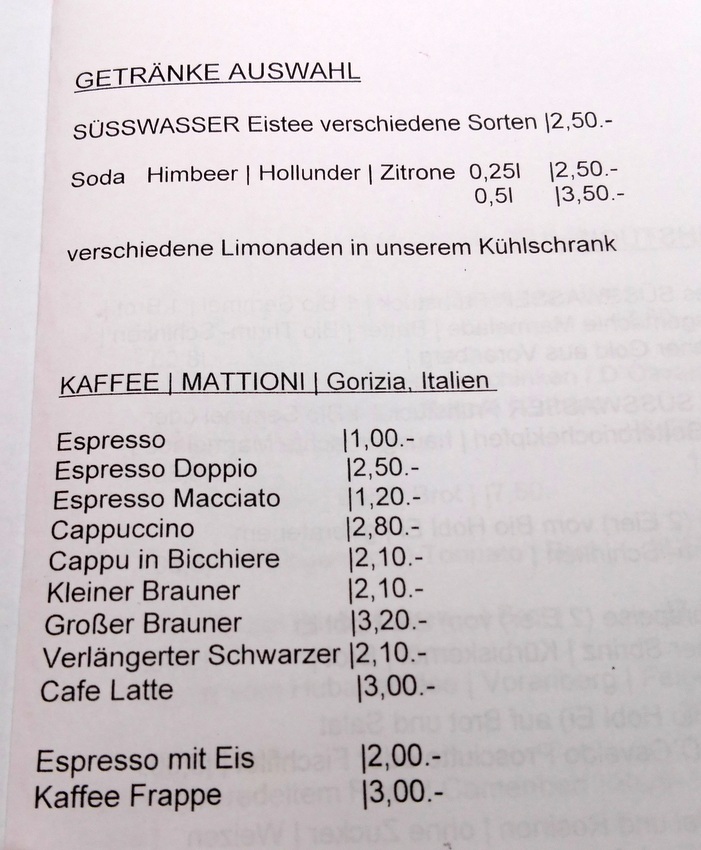 GETRÄNKE AUSWAHL
SÜSSWASSER Eistee verschiedene Sorten |2,50.-
Soda Himbeer | Hollunder | Zitrone 0,25l |2,50.-
0,5l |3,50.-
verschiedene Limonaden in unserem Kühlschrank
KAFFEE | MATTIONI | Gorizia, Italien
Espresso |1,00.-
Espresso Doppio |2,50.-
Espresso Macciato |1,20.-
Cappuccino |2,80.-
Cappu in Bicchiere |2,10.-
Kleiner Brauner |2,10.-
Großer Brauner |3,20.-
Verlängerter Schwarzer |2,10.-
Cafe Latte |3,00.-
Espresso mit Eis |2,00.-
Kaffee Frappe |3,00.-